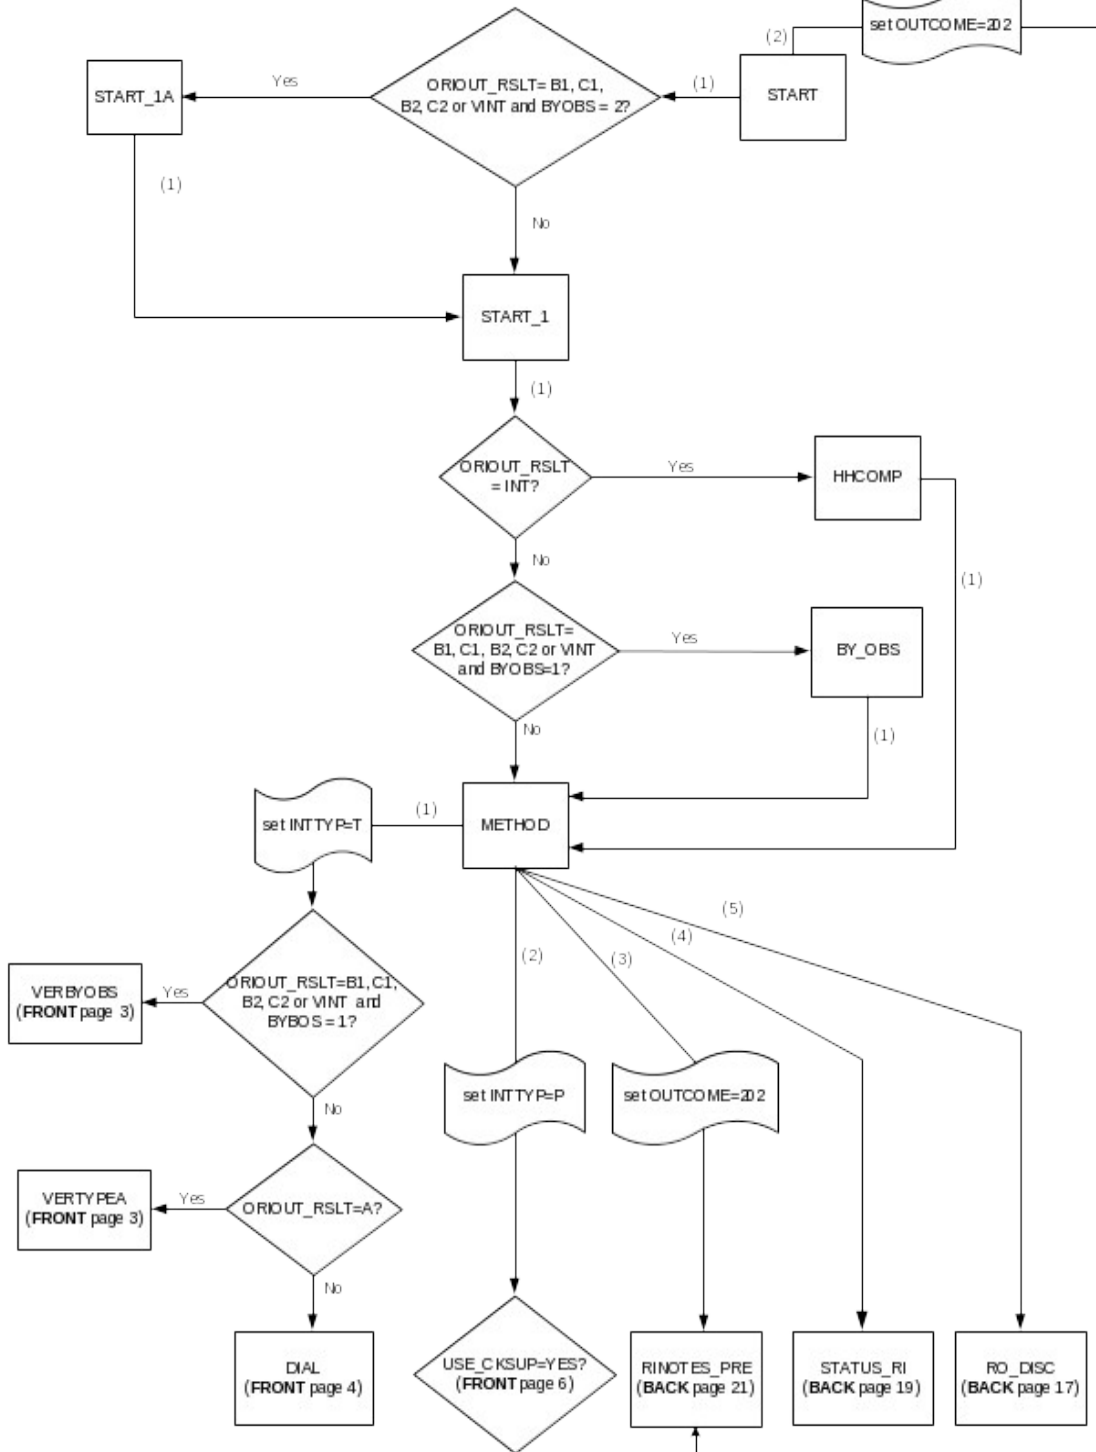 set OUTCOME=202
(2)
START
(1)
ORIOUT_RSLT= B1, C1,
B2, C2 or VINT and BYOBS = 2?
Yes
START_1A
(1)
No
START_1
(1)
ORIOUT_RSLT
= INT?
Yes
HHCOMP
(1)
No
ORIOUT_RSLT=
B1, C1, B2, C2 or VINT
and BYOBS=1?
Yes
BY_OBS
(1)
No
METHOD
(1)
set INTTYP=T
(2)
(3)
(4)
(5)
ORIOUT_RSLT=B1, C1,
B2, C2 or VINT and
BYBOS = 1?
Yes
VERBYOBS
(FRONT page 3)
No
set INTTYP=P
set OUTCOME=202
ORIOUT_RSLT=A?
Yes
VERTYPEA
(FRONT page 3)
No
DIAL
(FRONT page 4)
USE_CKSUP=YES?
(FRONT page 6)
RINOTES_PRE
(BACK page 21)
STATUS_RI
(BACK page 19)
RO_DISC
(BACK page 17)